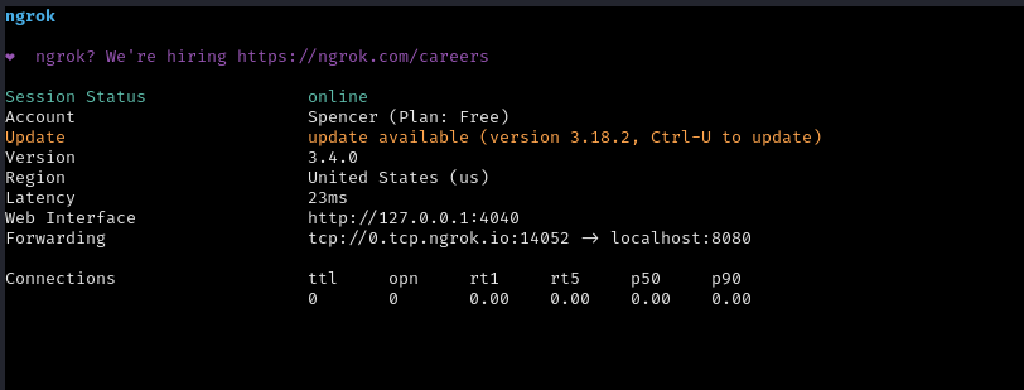 ngrok
❤ ngrok? We're hiring https://ngrok.com/careers
Session Status online
Account Spencer (Plan: Free)
Update update available (version 3.18.2, Ctrl-U to update)
Version 3.4.0
Region United States (us)
Latency 23ms
Web Interface http://127.0.0.1:4040
Forwarding tcp://0.tcp.ngrok.io:14052 -> localhost:8080
Connections ttl opn rt1 rt5 p50 p90
0 0 0.00 0.00 0.00 0.00